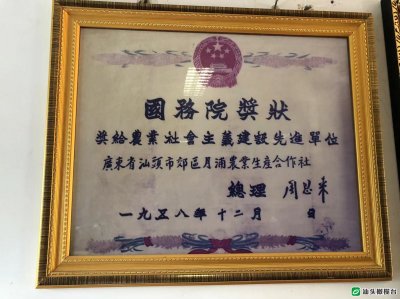 國務院獎狀
獎給農業社會主義建設先進單位
廣東省汕頭市郊區月浦農業生產合作社
總理 周恩來
一九五八年十二月 日
汕头橄榄台